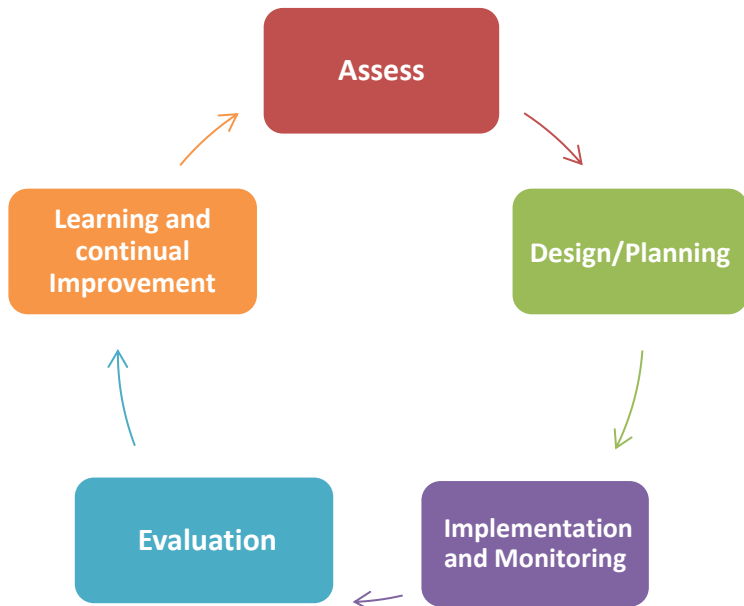 Assess
Design/Planning
Implementation
and Monitoring
Evaluation
Learning and
continual
Improvement